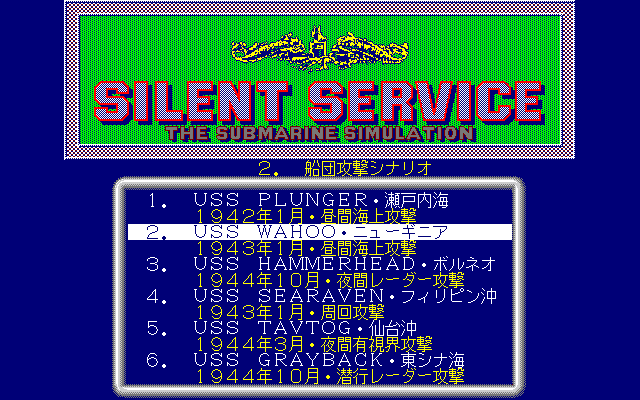 SILENT SERVICE
THE SUBMARINE SIMULATION
2. 船団攻撃シナリオ
1. USS PLUNGER・瀬戸内海
1942年1月・昼間海上攻撃
2. USS WAHOO・ニューギニア
1943年1月・昼間海上攻撃
3. USS HAMMERHEAD・ボルネオ
1944年10月・夜間レーダー攻撃
4. USS SEARAVEN・フィリピン沖
1943年1月・周回攻撃
5. USS TAVTOG・仙台沖
1944年3月・夜間有視界攻撃
6. USS GRAYBACK・東シナ海
1944年10月・潜行レーダー攻撃